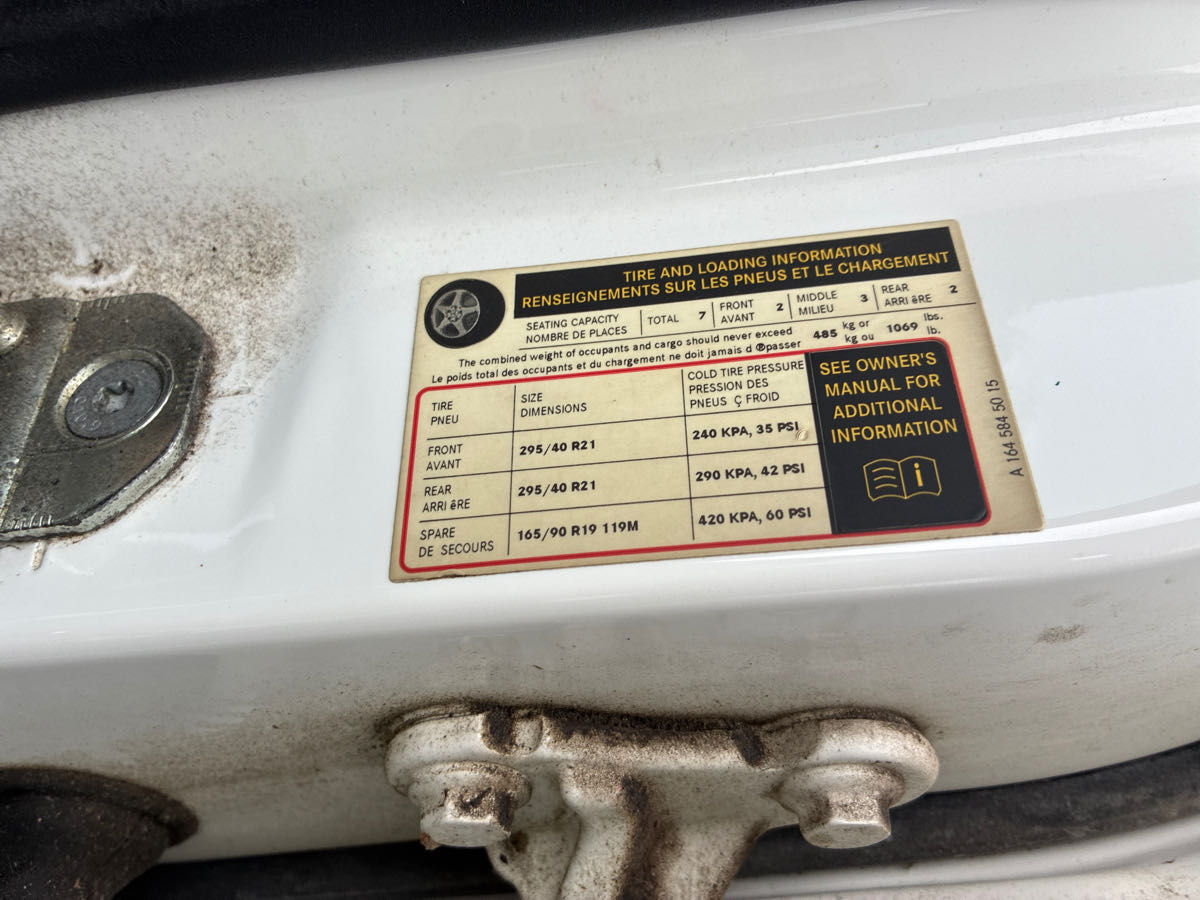 TIRE AND LOADING INFORMATION
RENSEIGNEMENTS SUR LES PNEUS ET LE CHARGEMENT
SEATING CAPACITY
NOMBRE DE PLACES
TOTAL 7
FRONT
AVANT
2
MIDDLE
MILIEU
3
REAR
ARRI êRE
2
The combined weight of occupants and cargo should never exceed
Le poids total des occupants et du chargement ne doit jamais d ®passer
485
kg or
kg ou
1069
lbs.
lb.
TIRE
PNEU
SIZE
DIMENSIONS
COLD TIRE PRESSURE
PRESSION DES
PNEUS Ç FROID
FRONT
AVANT
295/40 R21
240 KPA, 35 PSI
REAR
ARRI êRE
295/40 R21
290 KPA, 42 PSI
SPARE
DE SECOURS
165/90 R19 119M
420 KPA, 60 PSI
SEE OWNER'S
MANUAL FOR
ADDITIONAL
INFORMATION
A 164 584 50 15